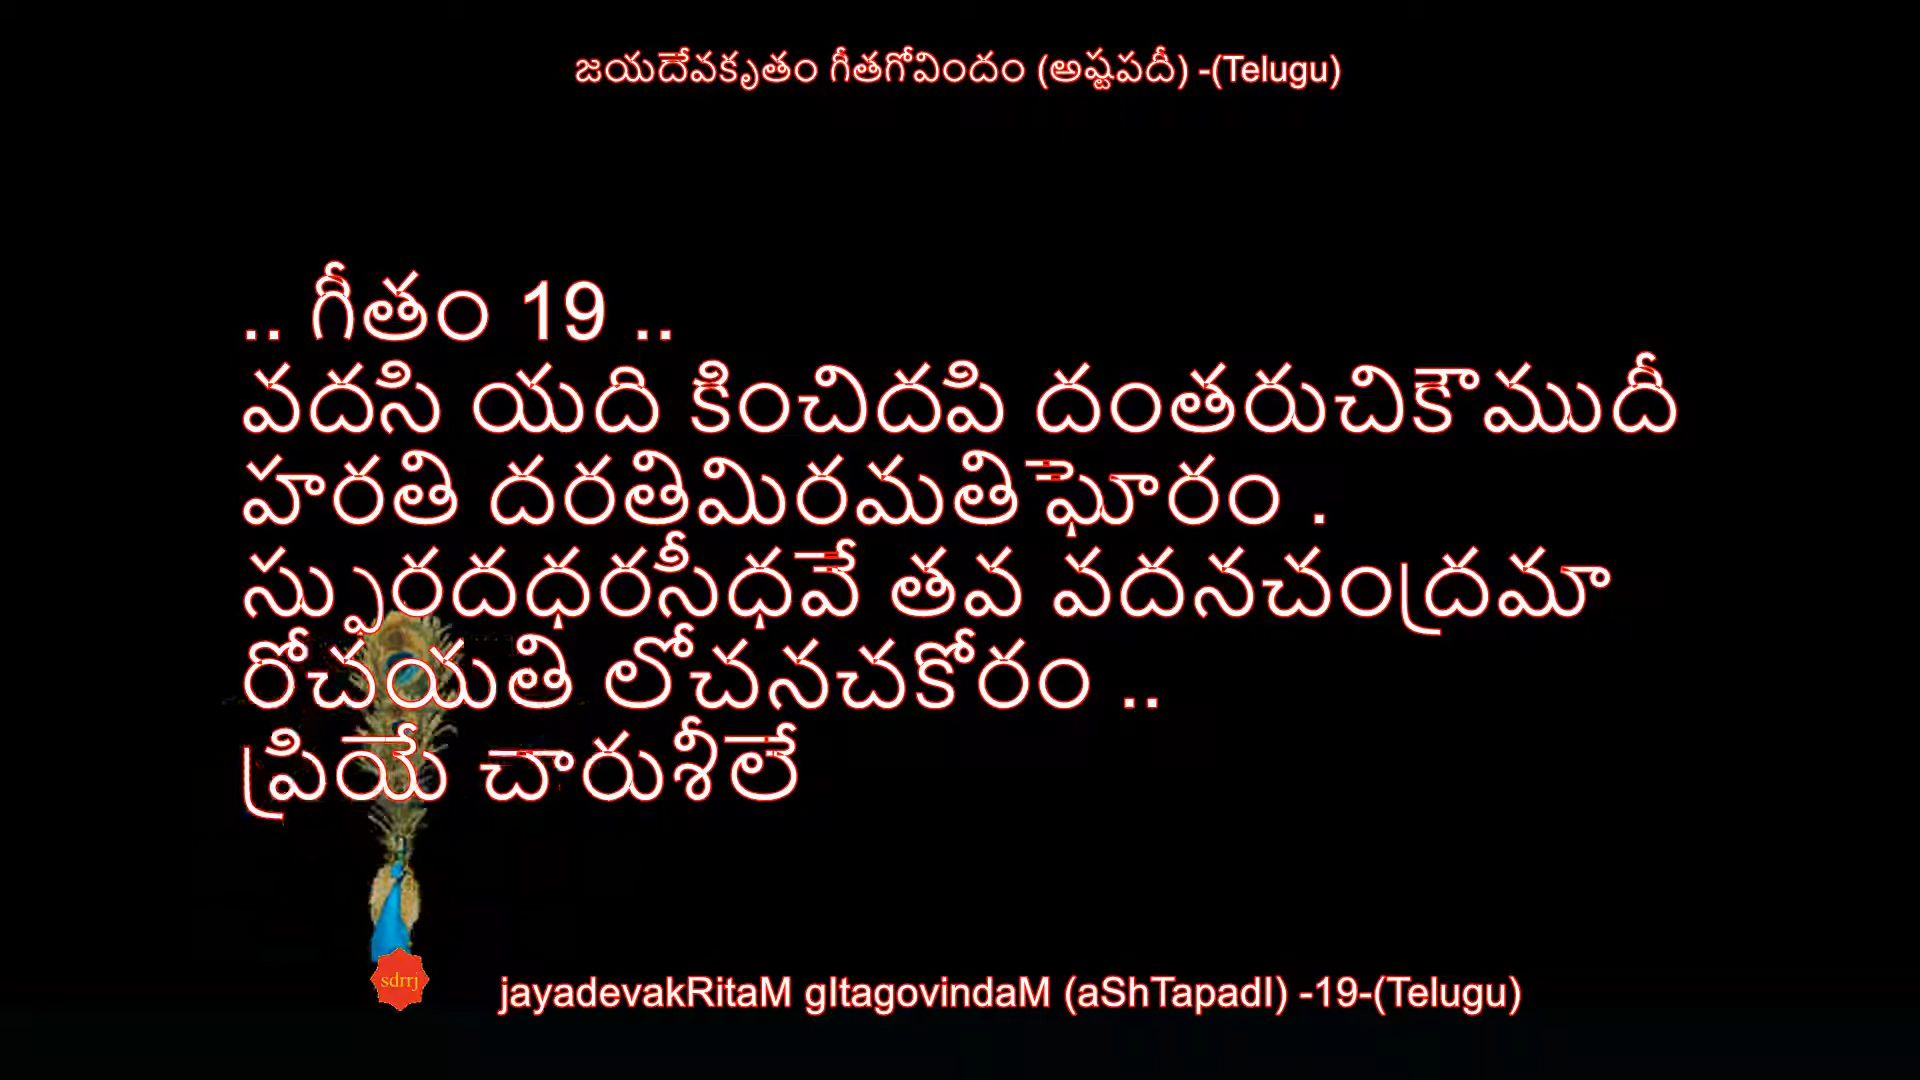 జయదేవకృతం గీతగోవిందం (అష్టపదీ) -(Telugu)
.. గీతం 19 ..
వదసి యది కించిదపి దంతరుచికౌముదీ
హరతి దరతిమిరమతిఘోరం .
స్ఫురదధరసీధవే తవ వదనచంద్రమా
రోచయతి లోచనచకోరం ..
ప్రియే చారుశీలే
sdrrj
jayadevakRitaM gItagovindaM (aShTapadI) -19-(Telugu)